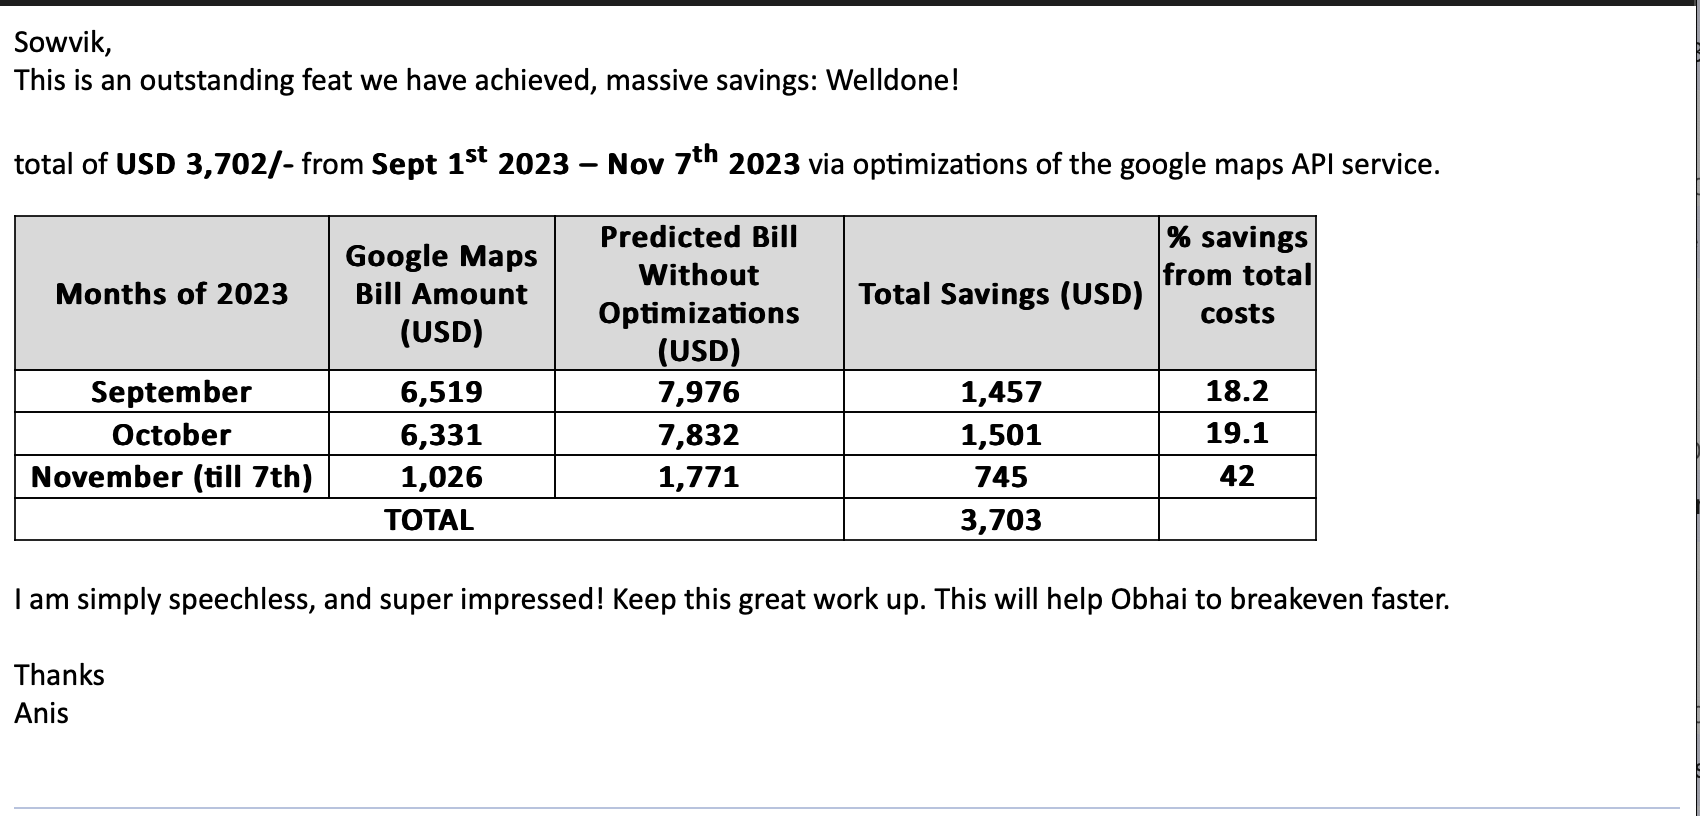 Sowvik,
This is an outstanding feat we have achieved, massive savings: Welldone!
total of USD 3,702/- from Sept 1st 2023 – Nov 7th 2023 via optimizations of the google maps API service.
Months of 2023 Google Maps Bill Amount (USD) Predicted Bill Without Optimizations (USD) Total Savings (USD) % savings from total costs
September 6,519 7,976 1,457 18.2
October 6,331 7,832 1,501 19.1
November (till 7th) 1,026 1,771 745 42
TOTAL 3,703
I am simply speechless, and super impressed! Keep this great work up. This will help Obhai to breakeven faster.
Thanks
Anis